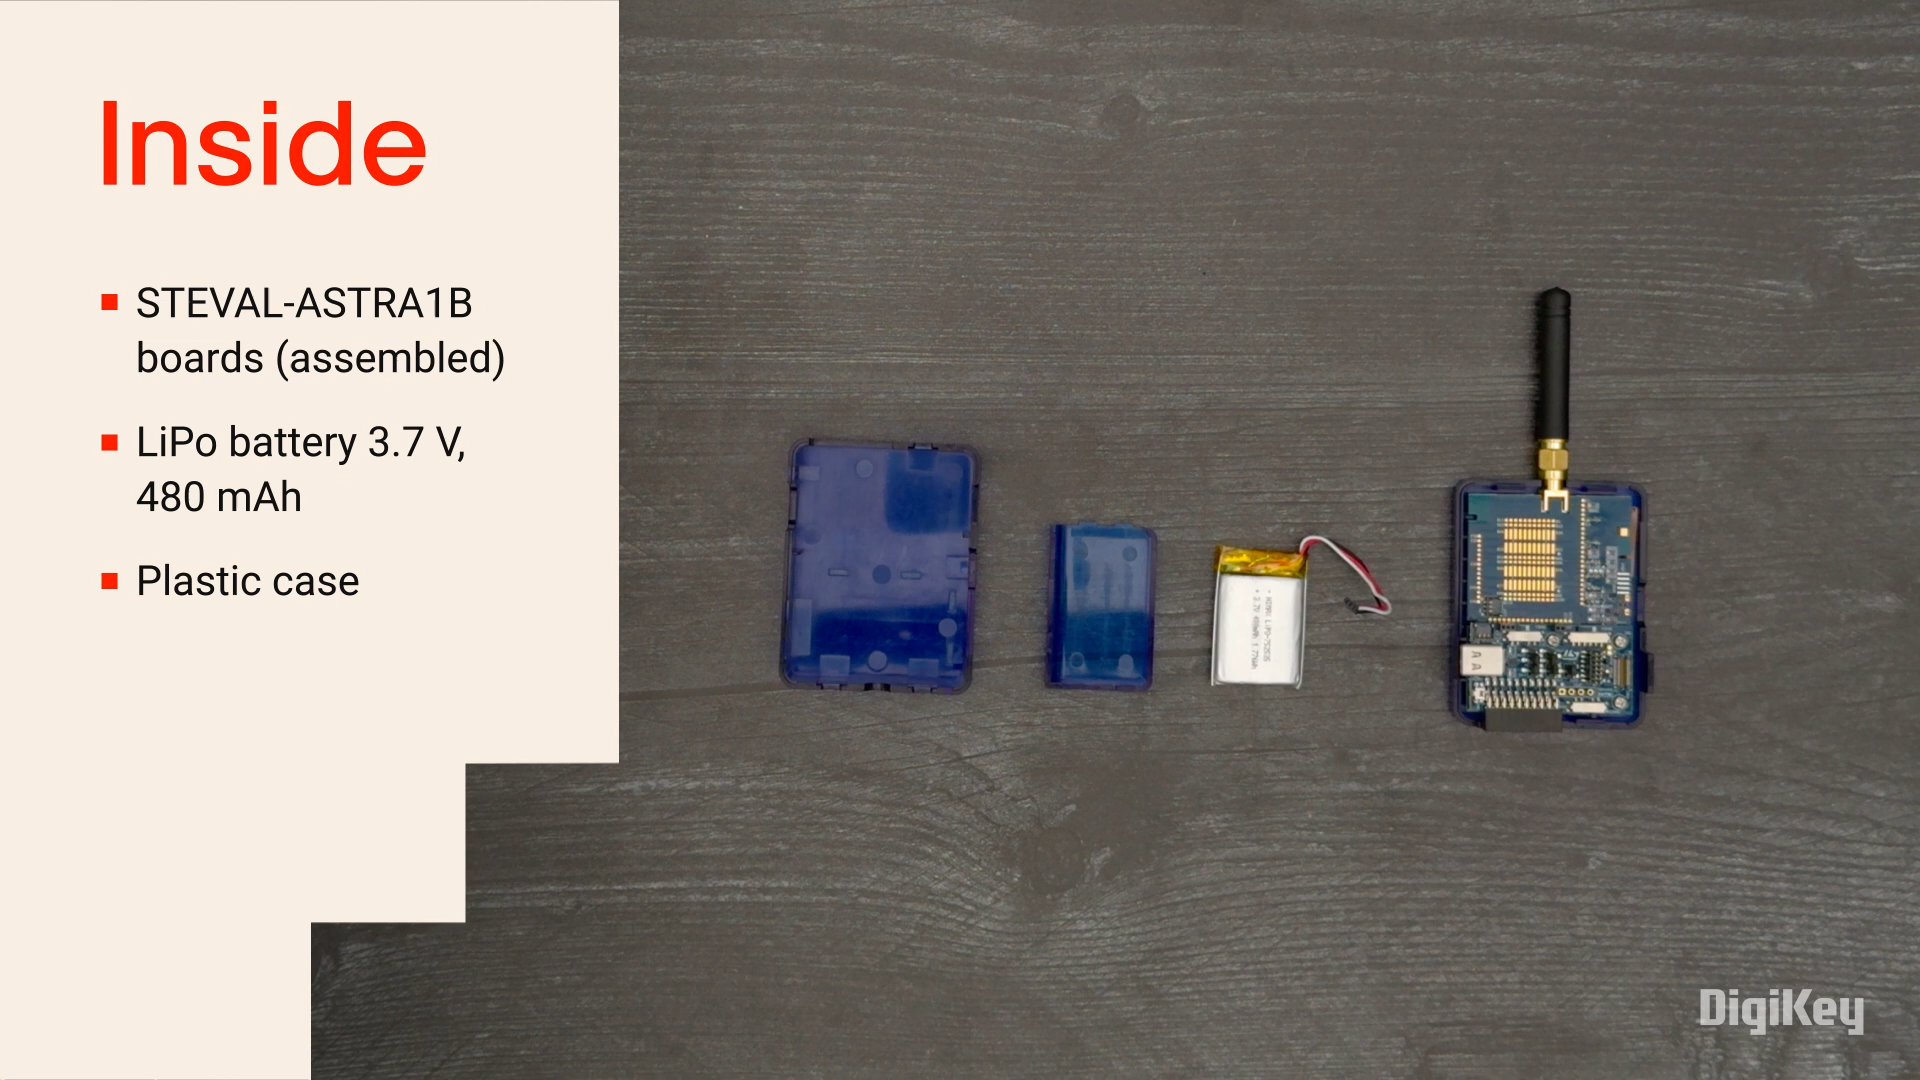 Inside
STEVAL-ASTRA1B
boards (assembled)
LiPo battery 3.7 V,
480 mAh
Plastic case
DigiKey